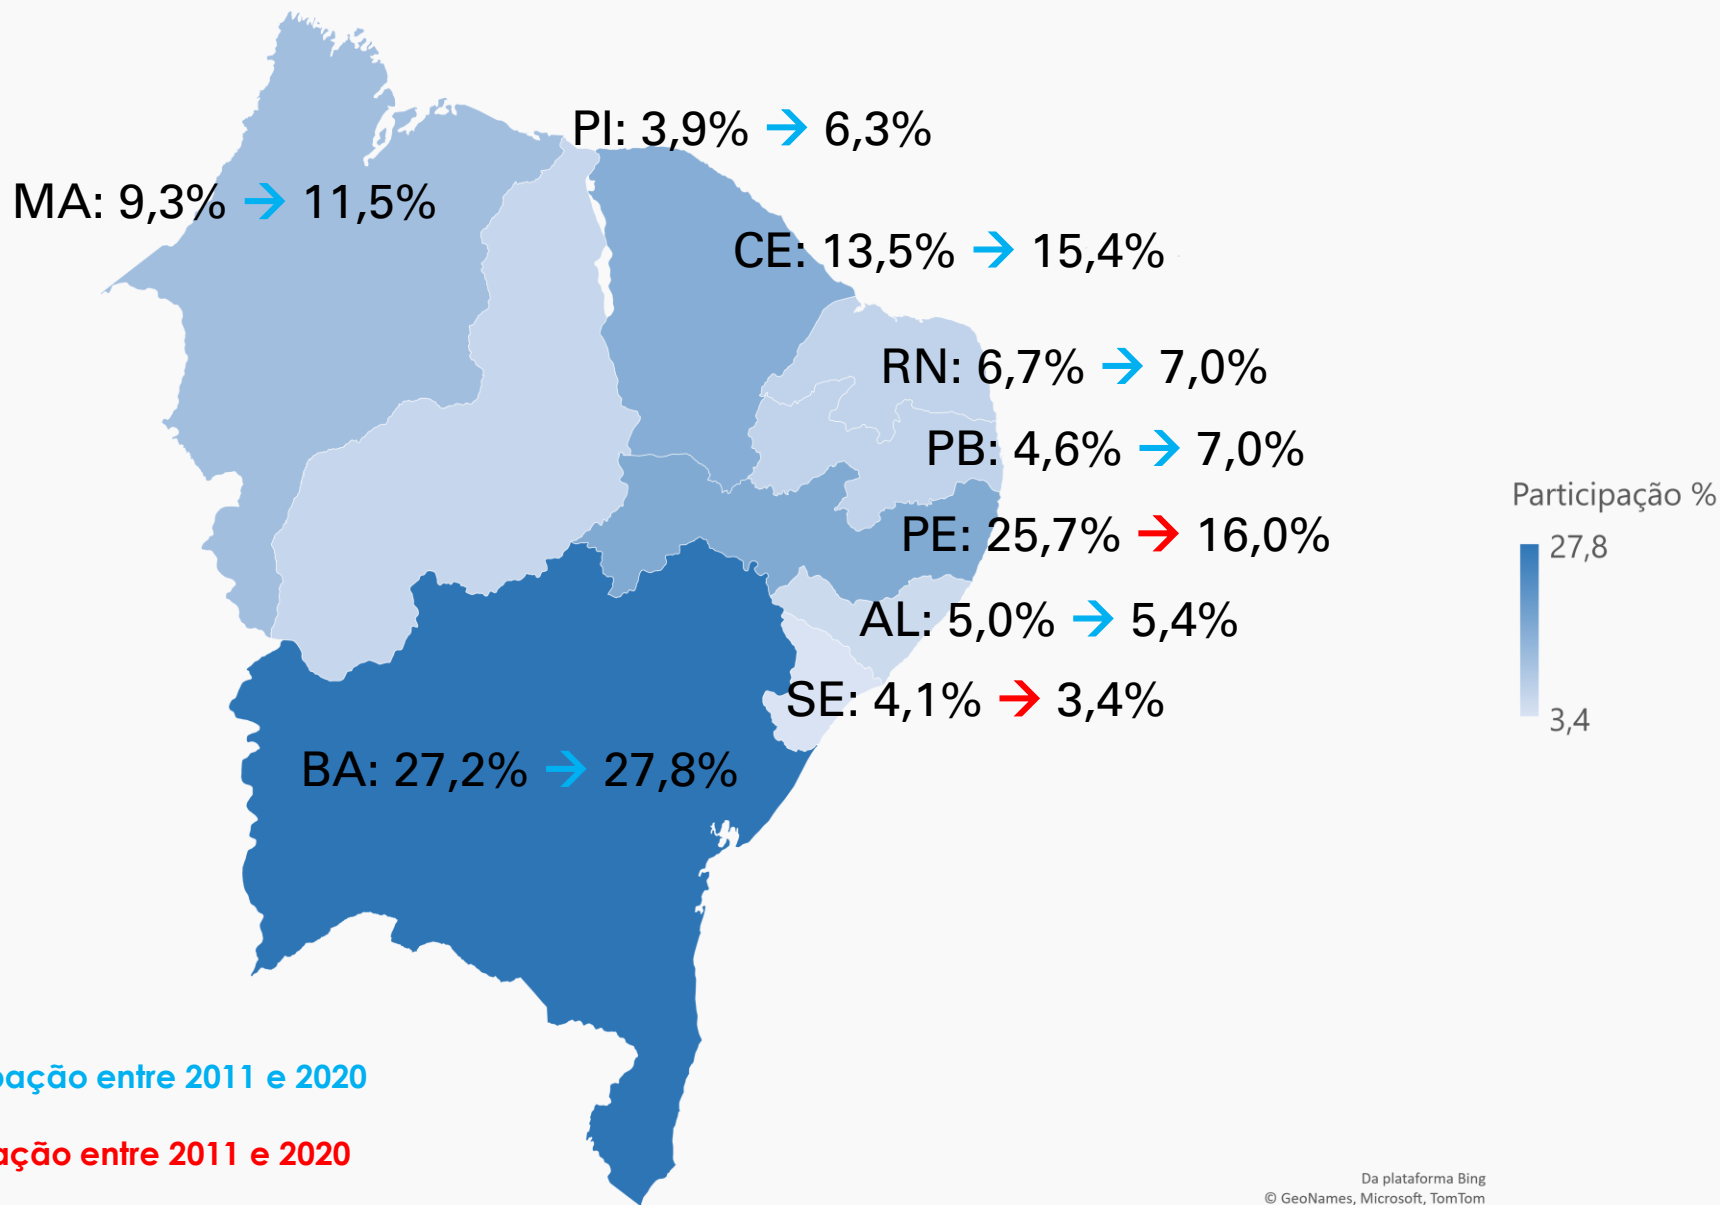 PI: 3,9% → 6,3%
MA: 9,3% → 11,5%
CE: 13,5% → 15,4%
RN: 6,7% → 7,0%
PB: 4,6% → 7,0%
PE: 25,7% → 16,0%
AL: 5,0% → 5,4%
SE: 4,1% → 3,4%
BA: 27,2% → 27,8%
Participação %
27,8
3,4
entre 2011 e 2020
entre 2011 e 2020
Da plataforma Bing
© GeoNames, Microsoft, TomTom